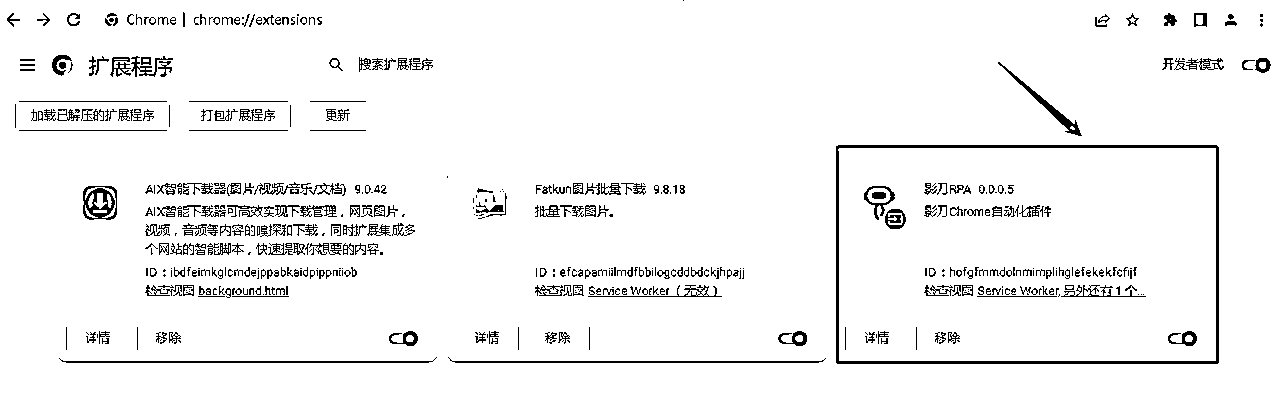 Chrome | chrome://extensions
扩展程序
搜索扩展程序
开发者模式
加载已解压的扩展程序
打包扩展程序
更新
AIX智能下载器(图片/视频/音乐/文档) 9.0.42
AIX智能下载器可高效实现下载管理，网页图片，
视频，音频等内容的嗅探和下载，同时扩展集成多
个网站的智能脚本，快速提取你想要的内容。
ID：ibdfeimkglcmdejppabkaidpippniiob
检查视图 background.html
详情
移除
Fatkun图片批量下载 9.8.18
批量下载图片。
ID：efcapamiilmdfbbilogcddbdckjhpajj
检查视图 Service Worker（无效）
详情
移除
影刀RPA 0.0.0.5
影刀Chrome自动化插件
ID：hofgfmmdolnmimplihglefekekfcfijf
检查视图 Service Worker, 另外还有 1 个...
详情
移除